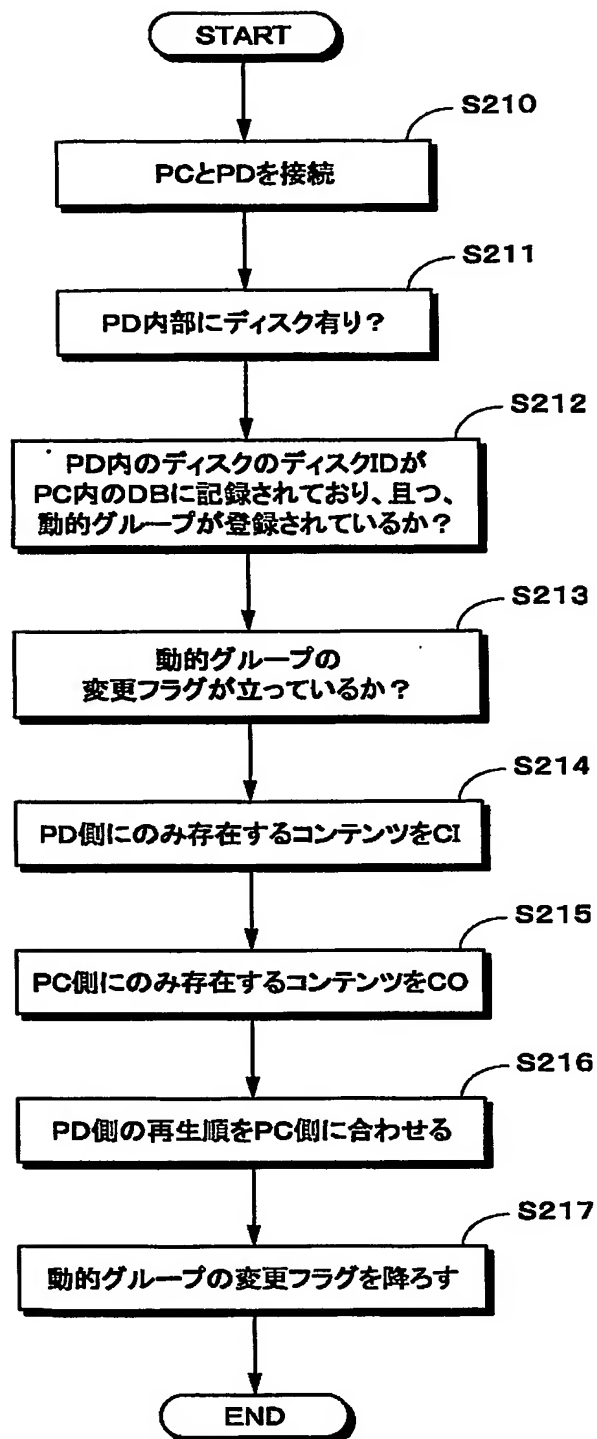 START
S210
PCとPDを接続
S211
PD内部にディスク有り?
S212
PD内のディスクのディスクIDが
PC内のDBに記録されており、且つ、
動的グループが登録されているか?
S213
動的グループの
変更フラグが立っているか?
S214
PD側にのみ存在するコンテンツをCI
S215
PC側にのみ存在するコンテンツをCO
S216
PD側の再生順をPC側に合わせる
S217
動的グループの変更フラグを降ろす
END